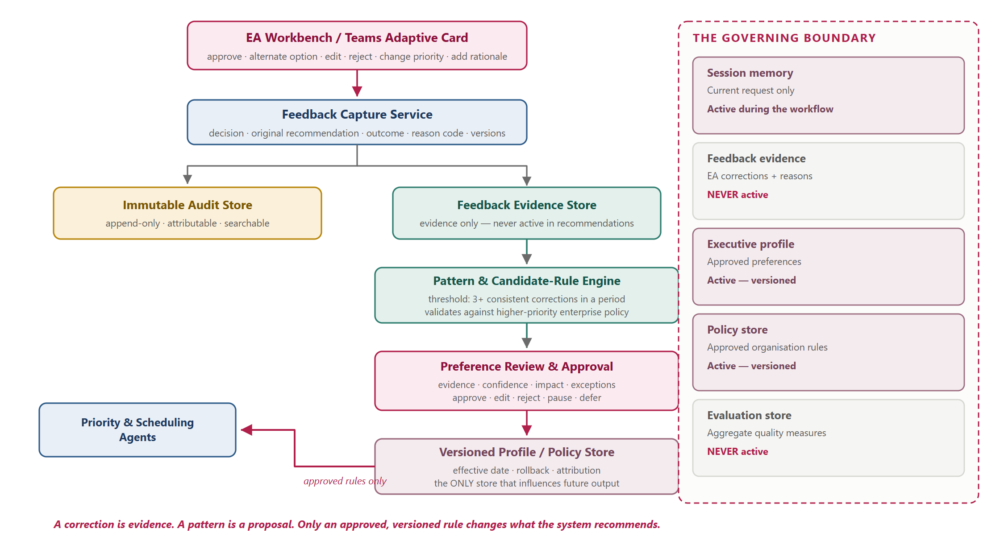 EA Workbench / Teams Adaptive Card
approve · alternate option · edit · reject · change priority · add rationale
Feedback Capture Service
decision · original recommendation · outcome · reason code · versions
Immutable Audit Store
append-only · attributable · searchable
Feedback Evidence Store
evidence only — never active in recommendations
Pattern & Candidate-Rule Engine
threshold: 3+ consistent corrections in a period
validates against higher-priority enterprise policy
Preference Review & Approval
evidence · confidence · impact · exceptions
approve · edit · reject · pause · defer
Priority & Scheduling
Agents
Versioned Profile / Policy Store
effective date · rollback · attribution
the ONLY store that influences future output
approved rules only
THE GOVERNING BOUNDARY
Session memory
Current request only
Active during the workflow
Feedback evidence
EA corrections + reasons
NEVER active
Executive profile
Approved preferences
Active — versioned
Policy store
Approved organisation rules
Active — versioned
Evaluation store
Aggregate quality measures
NEVER active
A correction is evidence. A pattern is a proposal. Only an approved, versioned rule changes what the system recommends.